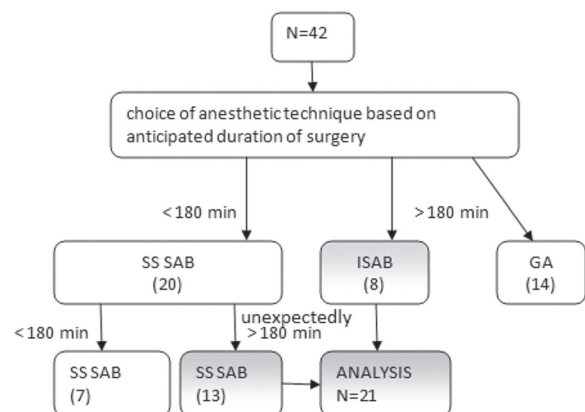 N=42
choice of anesthetic technique based on
anticipated duration of surgery
<180 min
>180 min
SS SAB
(20)
ISAB
(8)
GA
(14)
<180 min
unexpectedly
>180 min
SS SAB
(7)
SS SAB
(13)
ANALYSIS
N=21